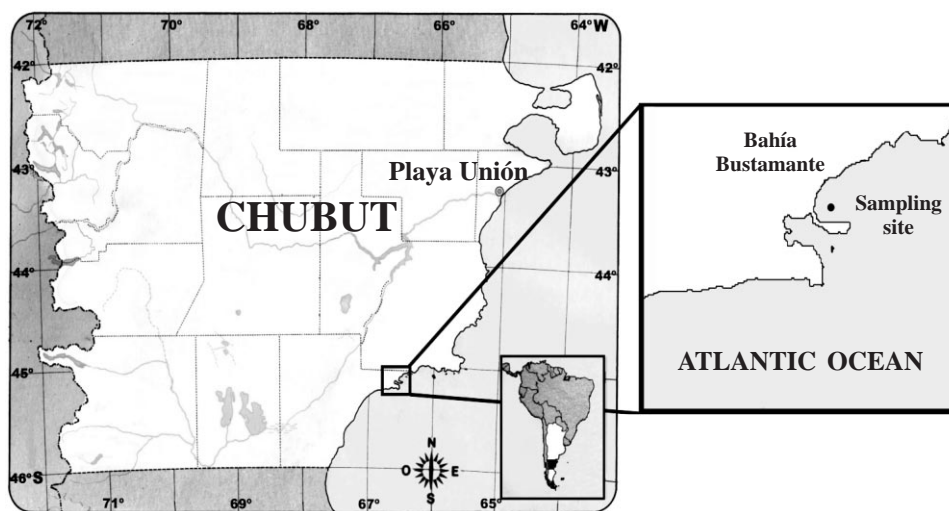 72° 70° 68° 66° 64° W
42° 42°
43° Playa Unión 43°
CHUBUT
44° 44°
45° 45°
46° S
71° 69° 67° 65°
N
O E
S
Bahía
Bustamante
Sampling
site
ATLANTIC OCEAN